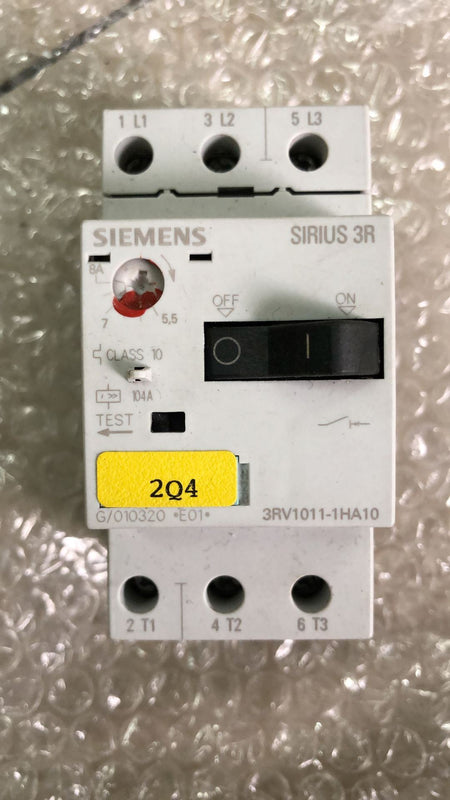 1 L1 3 L2 5 L3
SIEMENS SIRIUS 3R
8A
7 5,5
OFF ON
O I
CLASS 10
I>> 104A
TEST
2Q4
G/010320 *E01* 3RV1011-1HA10
2 T1 4 T2 6 T3